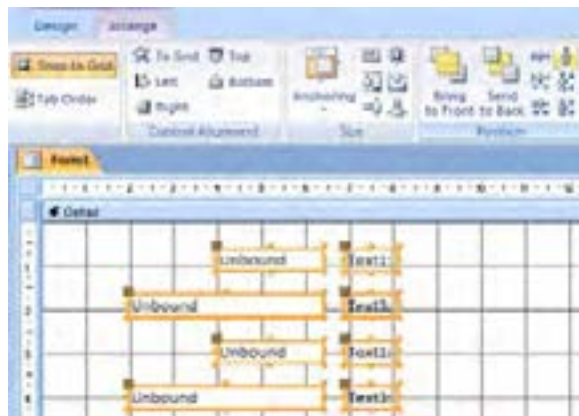 Design Arrange
Snap to Grid
Tab Order
To Grid Top
Left Bottom
Right
Control Alignment
Anchoring
Size
Bring to Front
Send to Back
Position
Form1
Detail
Unbound Text1:
Unbound
Unbound
Unbound